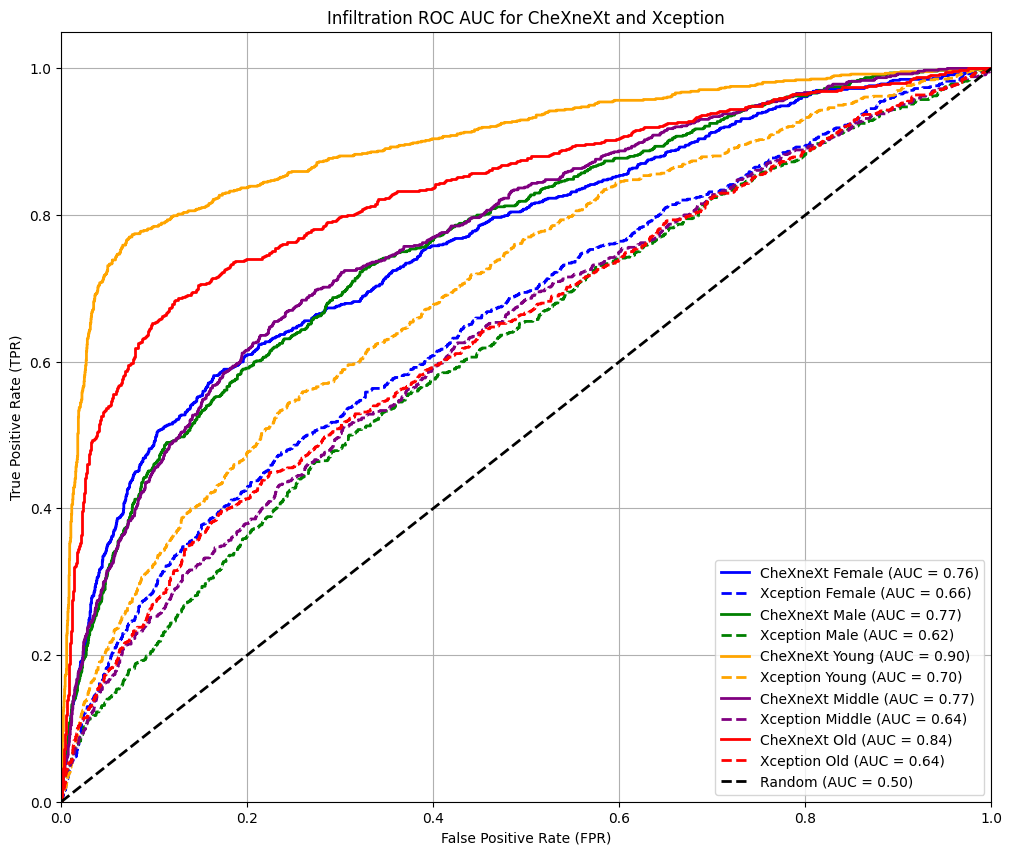 Infiltration ROC AUC for CheXneXt and Xception
True Positive Rate (TPR)
1.0
0.8
0.6
0.4
0.2
0.0
CheXneXt Female (AUC = 0.76)
Xception Female (AUC = 0.66)
CheXneXt Male (AUC = 0.77)
Xception Male (AUC = 0.62)
CheXneXt Young (AUC = 0.90)
Xception Young (AUC = 0.70)
CheXneXt Middle (AUC = 0.77)
Xception Middle (AUC = 0.64)
CheXneXt Old (AUC = 0.84)
Xception Old (AUC = 0.64)
Random (AUC = 0.50)
0.0 0.2 0.4 0.6 0.8 1.0
False Positive Rate (FPR)